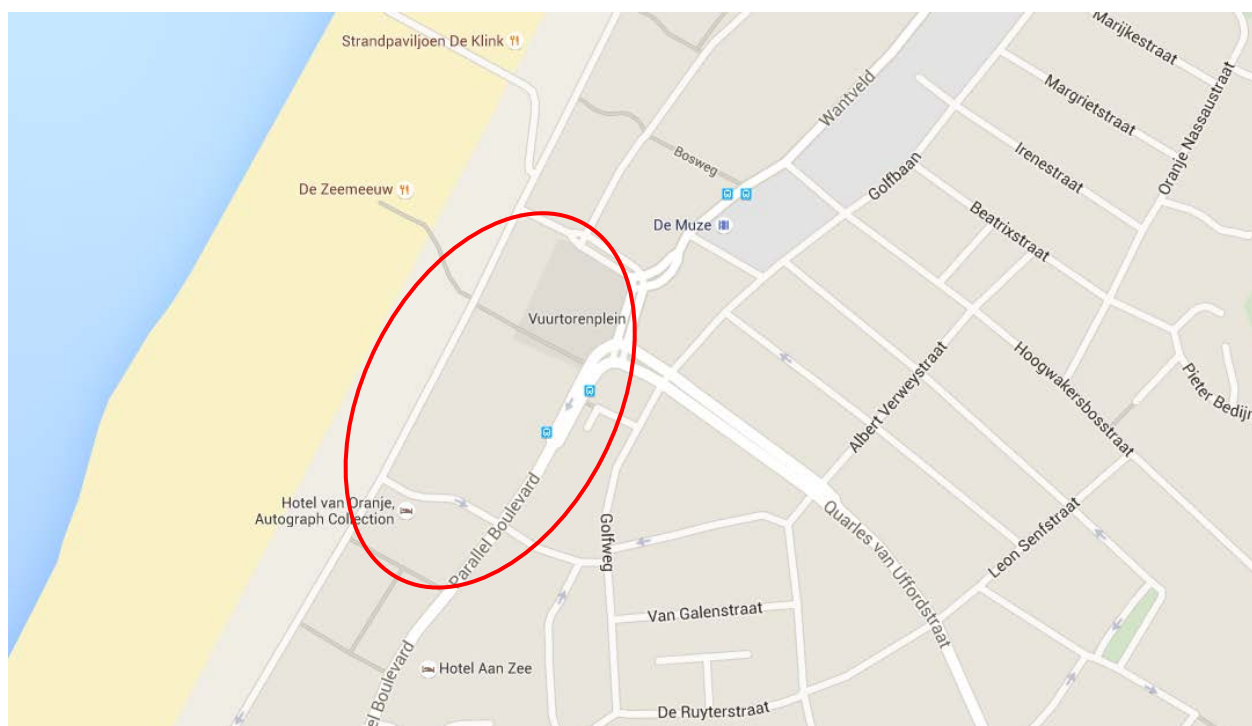 Strandpaviljoen De Klink
Marijkestraat
Wantveld
Margrietstraat
Oranje Nassaustraat
Bosweg
Irenestraat
De Zeemeeuw
Golfbaan
De Muze
Beatrixstraat
Vuurtorenplein
Hoogwakersbosstraat
Pieter Bedijn
Albert Verweystraat
Hotel van Oranje,
Autograph Collection
Parallel Boulevard
Golfweg
Quarles van Uffordstraat
Leon Senfstraat
Van Galenstraat
Hotel Aan Zee
el Boulevard
De Ruyterstraat